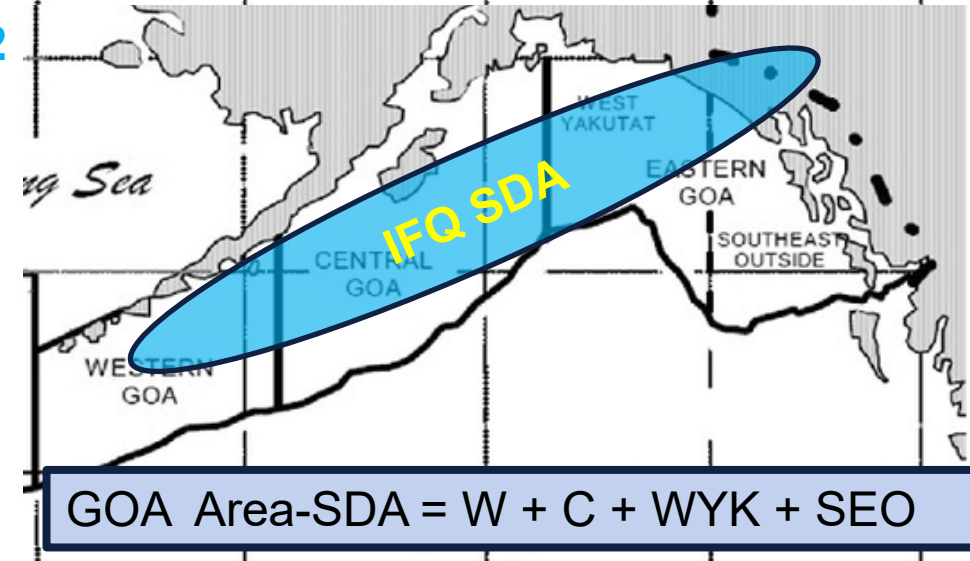 2
ng Sea
WEST
YAKUTAT
EASTERN
GOA
IFQ SDA
SOUTHEAST
OUTSIDE
CENTRAL
GOA
WESTERN
GOA
GOA Area-SDA = W + C + WYK + SEO